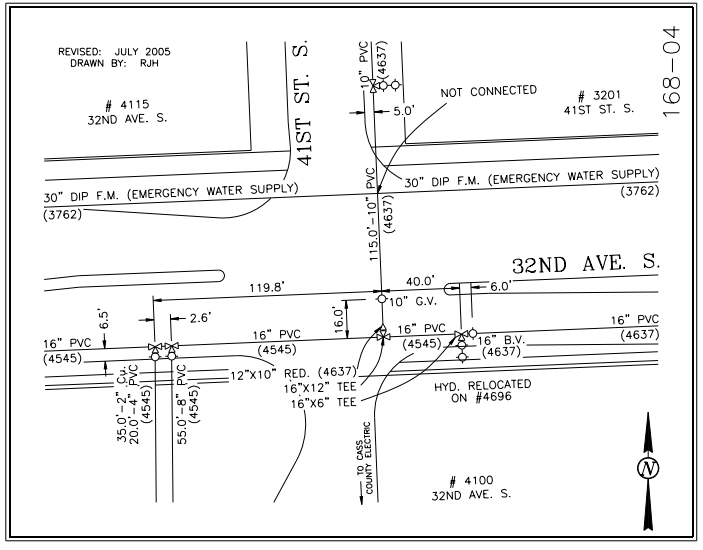 REVISED: JULY 2005
DRAWN BY: RJH
# 4115
32ND AVE. S.
41ST ST. S.
10" PVC
(4637)
NOT CONNECTED
# 3201
41ST ST. S.
168-04
5.0'
30" DIP F.M. (EMERGENCY WATER SUPPLY)
(3762)
30" DIP F.M. (EMERGENCY WATER SUPPLY)
(3762)
115.0'-10" PVC
(4637)
32ND AVE. S.
119.8'
40.0'
6.0'
10" G.V.
6.5'
2.6'
16.0'
16" PVC
(4545)
16" PVC
(4545)
16" PVC
(4545)
16" B.V.
(4637)
16" PVC
(4637)
12"X10" RED. (4637)
16"X12" TEE
16"X6" TEE
HYD. RELOCATED
ON #4696
35.0'-2" CU.
20.0'-4" PVC
(4545)
55.0'-8" PVC
(4545)
TO CASS
COUNTY ELECTRIC
# 4100
32ND AVE. S.
N